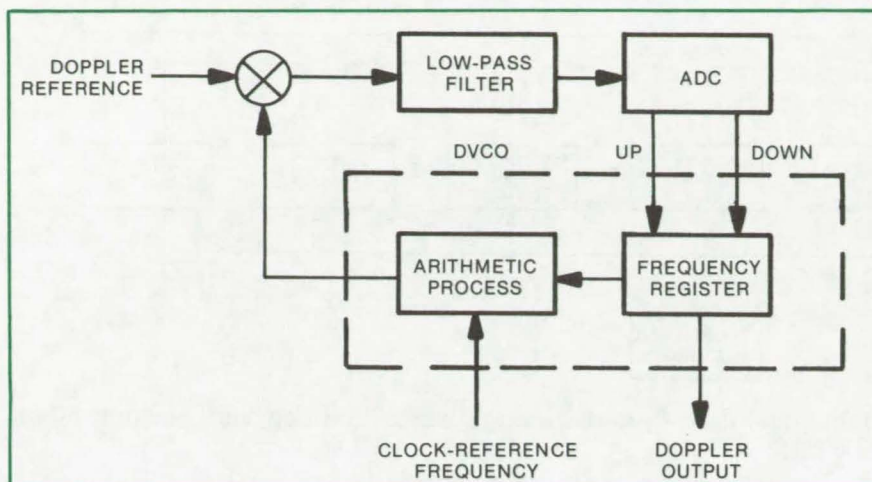 DOPPLER
REFERENCE
LOW-PASS
FILTER
ADC
DVCO
UP
DOWN
ARITHMETIC
PROCESS
FREQUENCY
REGISTER
CLOCK-REFERENCE
FREQUENCY
DOPPLER
OUTPUT